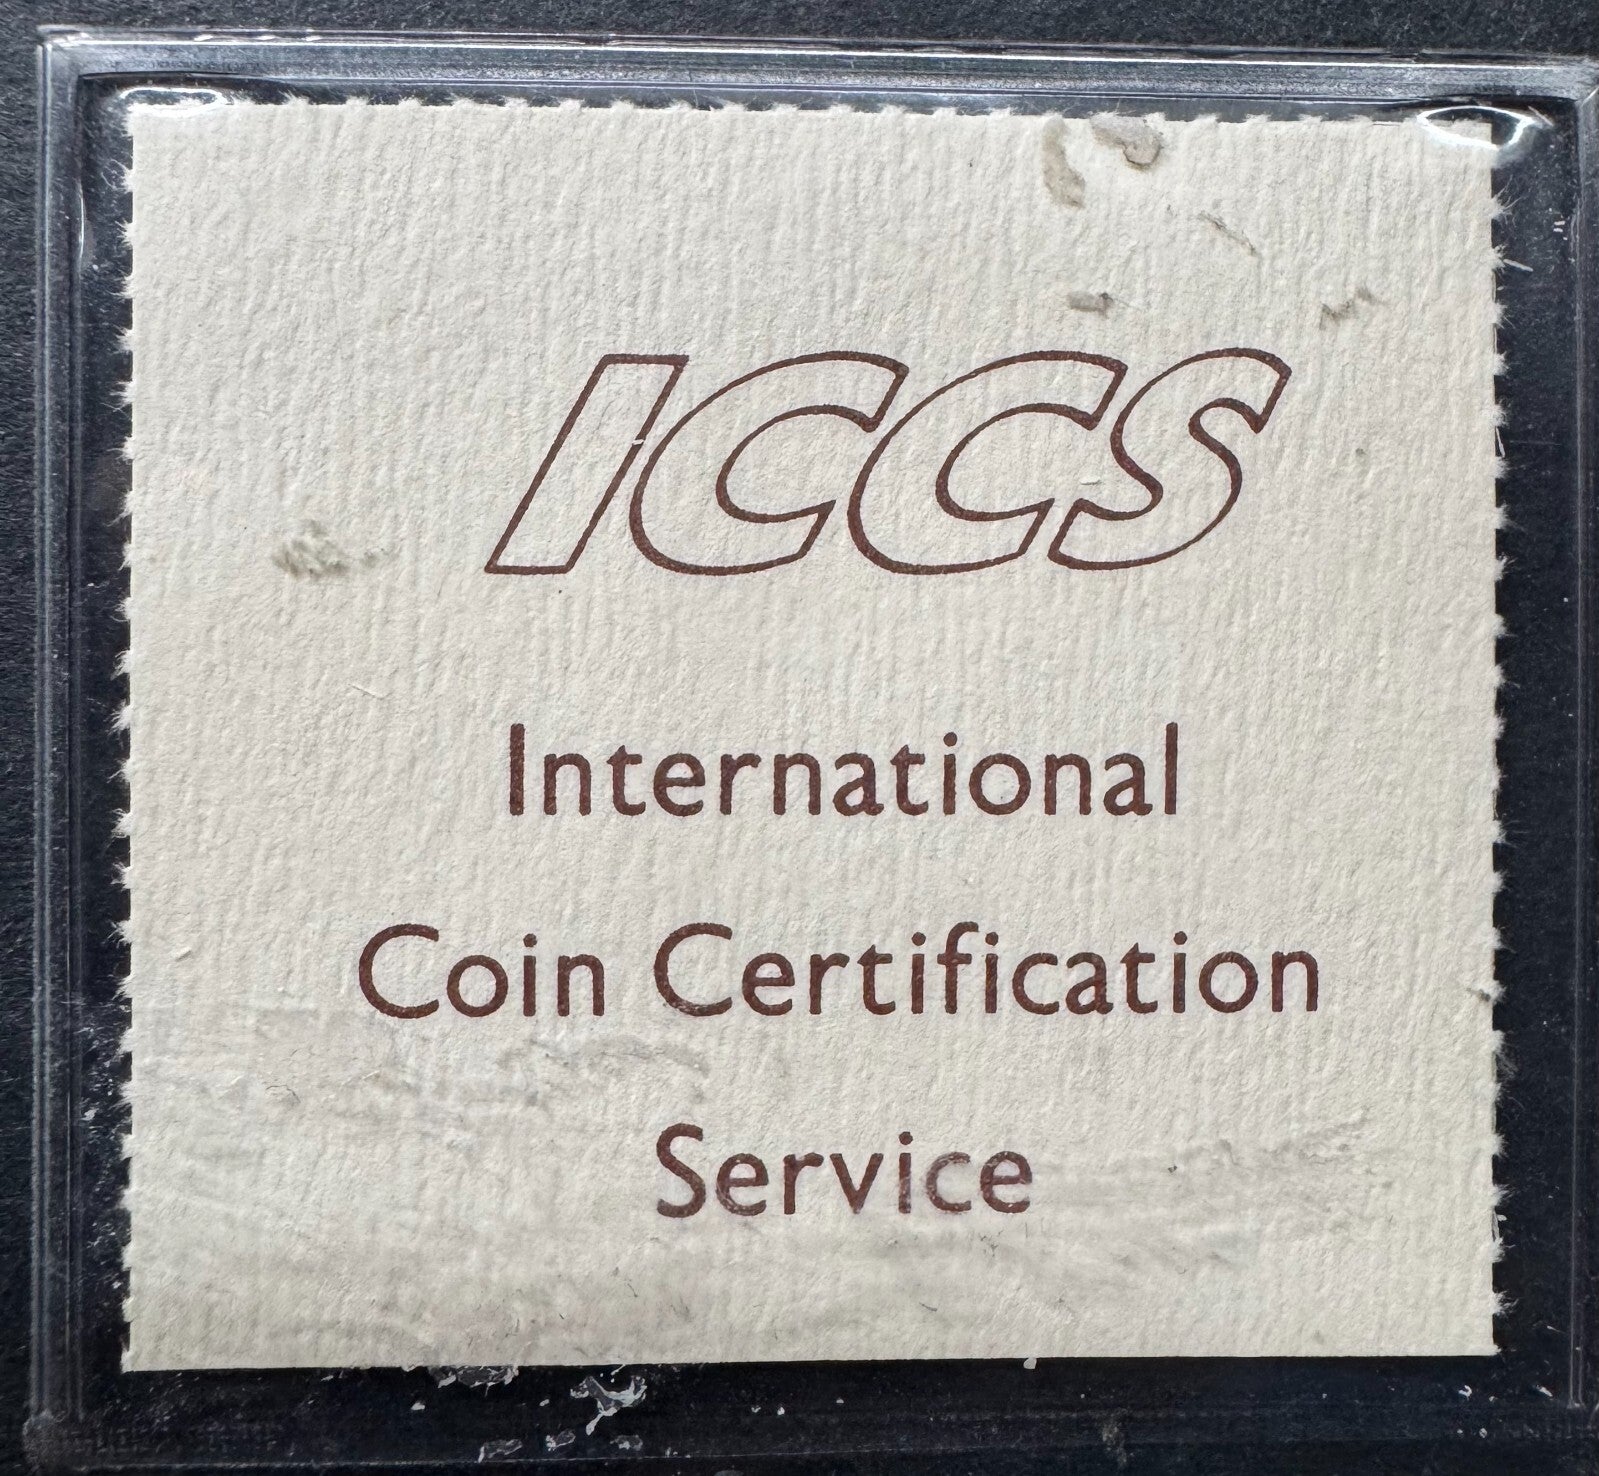 ICCS
International
Coin Certification
Service